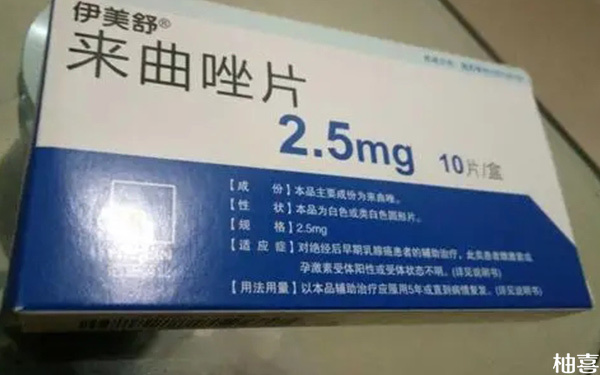 伊美舒®
来曲唑片
2.5mg 10片/盒
【成 份】本品主要成份为来曲唑。
【性 状】本品为白色或类白色圆形片。
【规 格】2.5mg
【适应症】对绝经后早期乳腺癌患者的辅助治疗，此类患者雌激素或
孕激素受体阳性或受体状态不明。(详见说明书)
【用法用量】以本品辅助治疗应服用5年或直到病情复发。(详见说明书)
柚喜